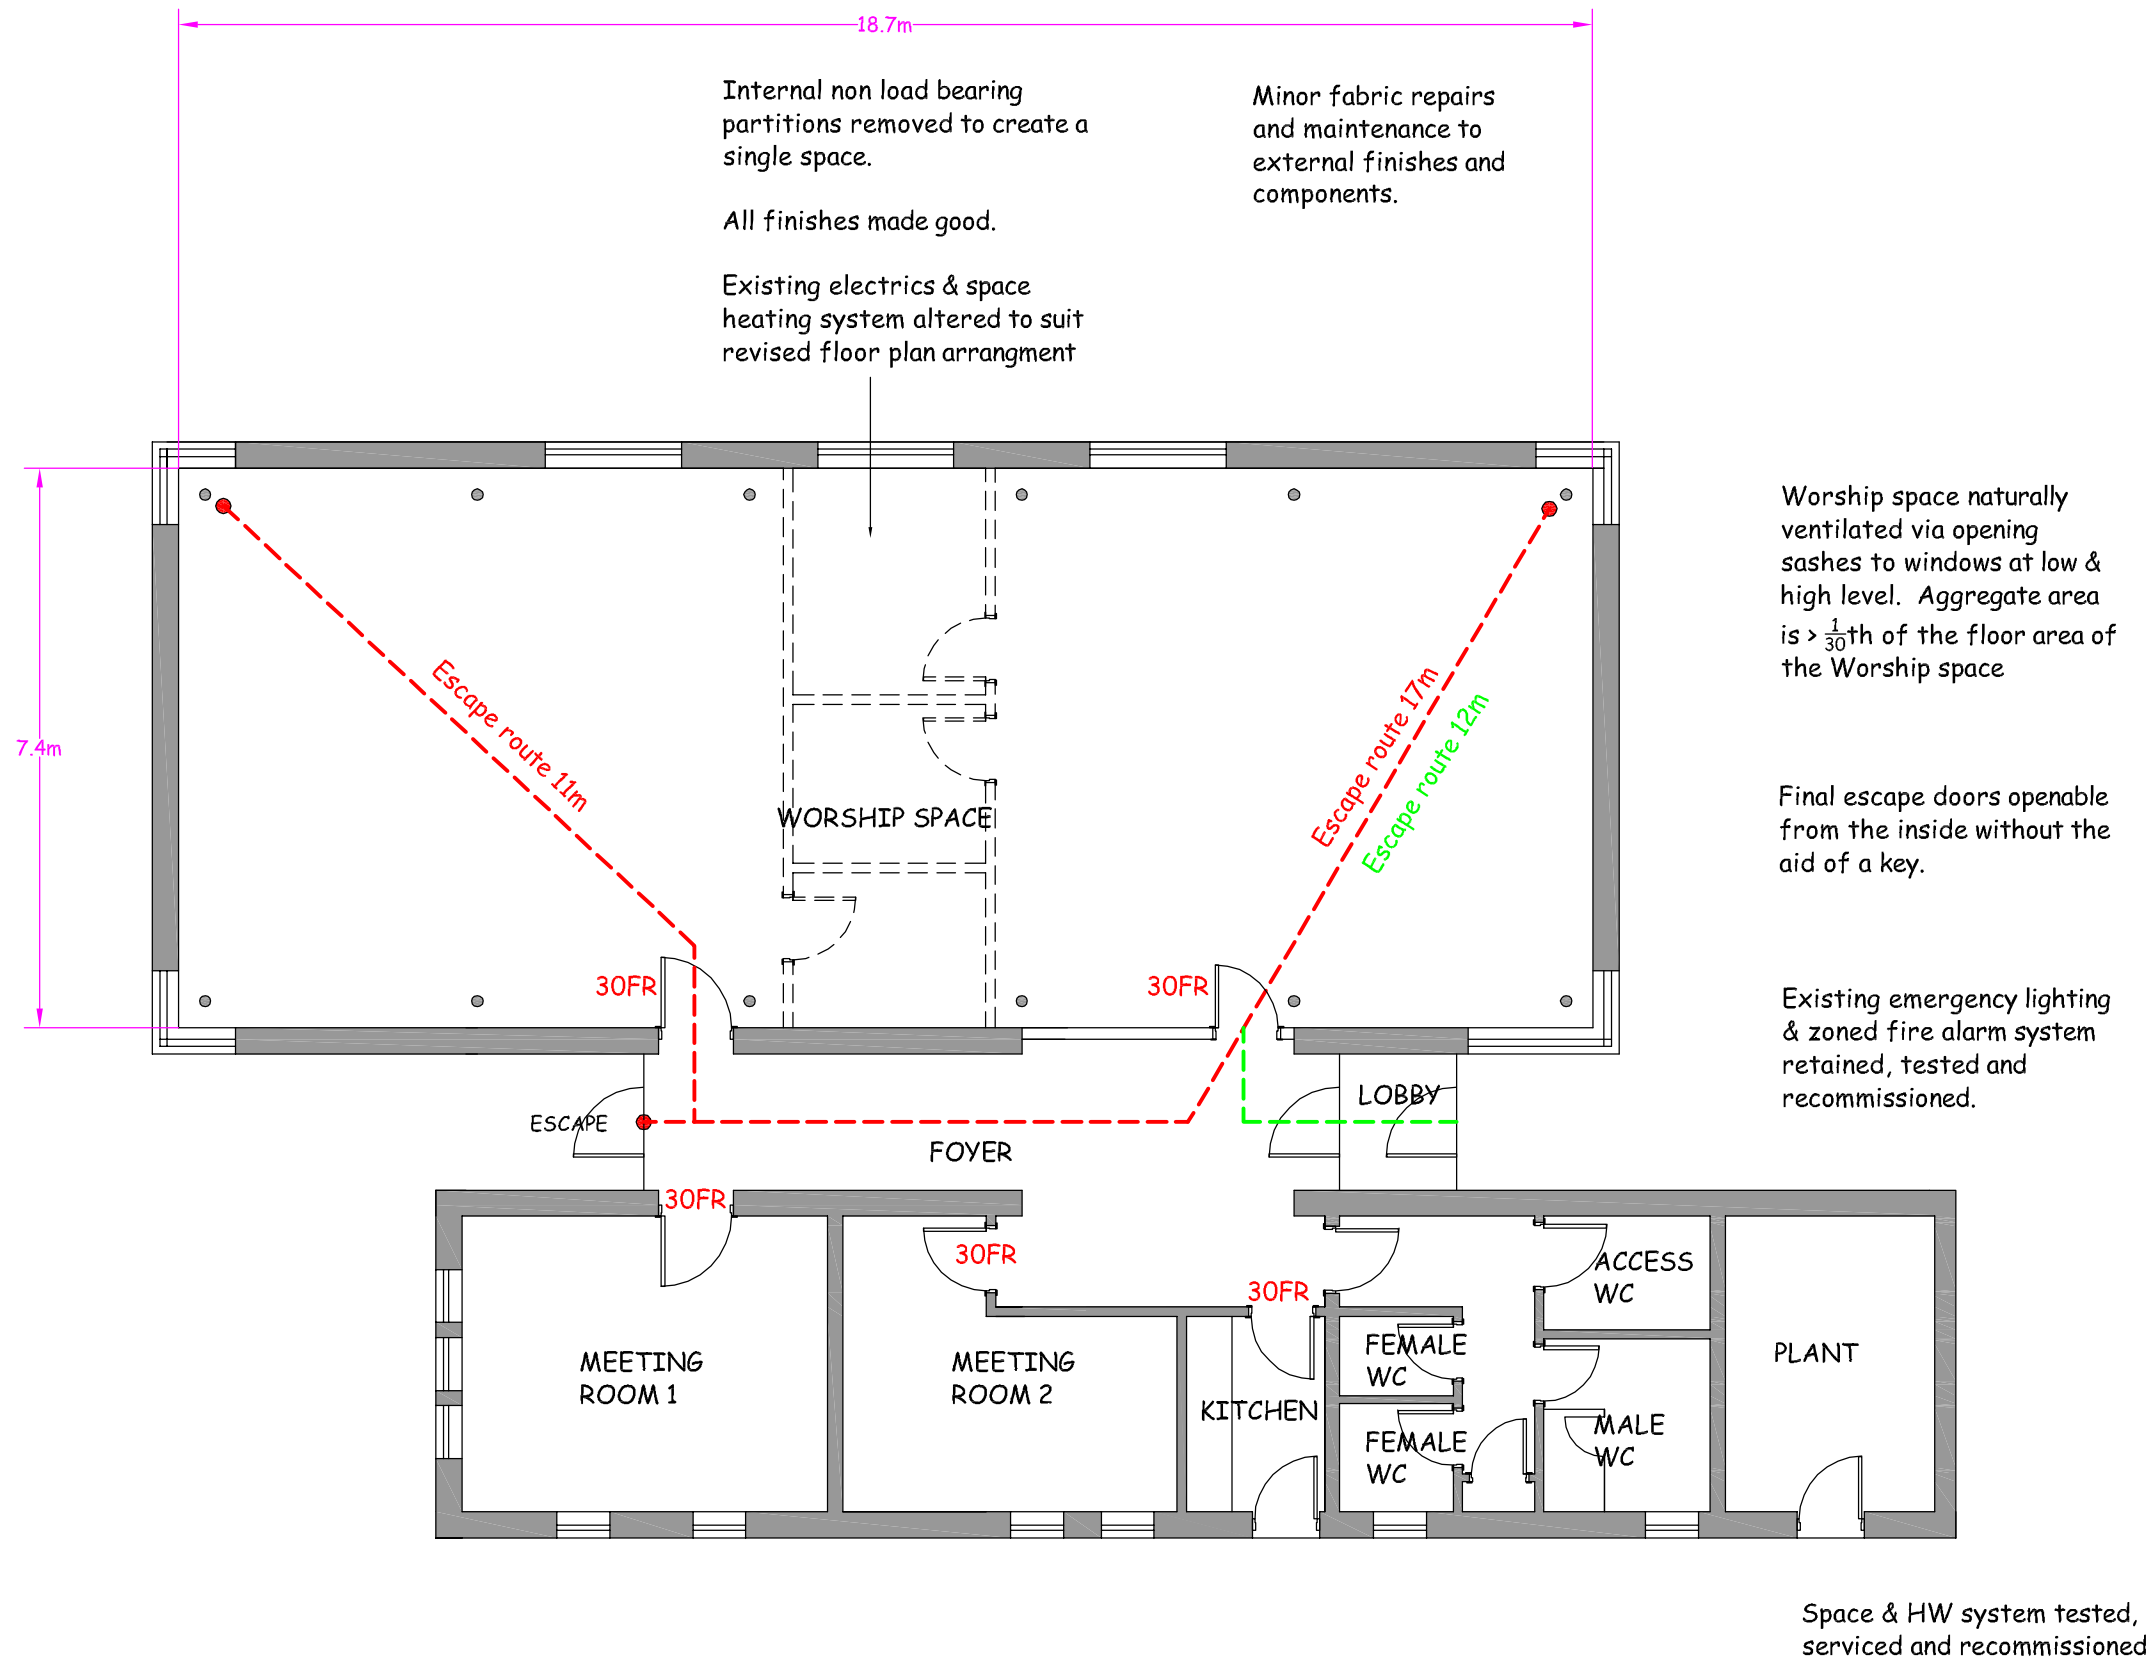 18.7m
Internal non load bearing
partitions removed to create a
single space.
All finishes made good.
Existing electrics & space
heating system altered to suit
revised floor plan arrangment
Minor fabric repairs
and maintenance to
external finishes and
components.
7.4m
Escape route 11m
WORSHIP SPACE
Escape route 17m
Escape route 12m
Worship space naturally
ventilated via opening
sashes to windows at low &
high level. Aggregate area
is > 1/30th of the floor area of
the Worship space
Final escape doors openable
from the inside without the
aid of a key.
Existing emergency lighting
& zoned fire alarm system
retained, tested and
recommissioned.
30FR
30FR
ESCAPE
LOBBY
FOYER
30FR
30FR
30FR
MEETING
ROOM 1
MEETING
ROOM 2
KITCHEN
FEMALE
WC
FEMALE
WC
ACCESS
WC
MALE
WC
PLANT
Space & HW system tested,
serviced and recommissioned